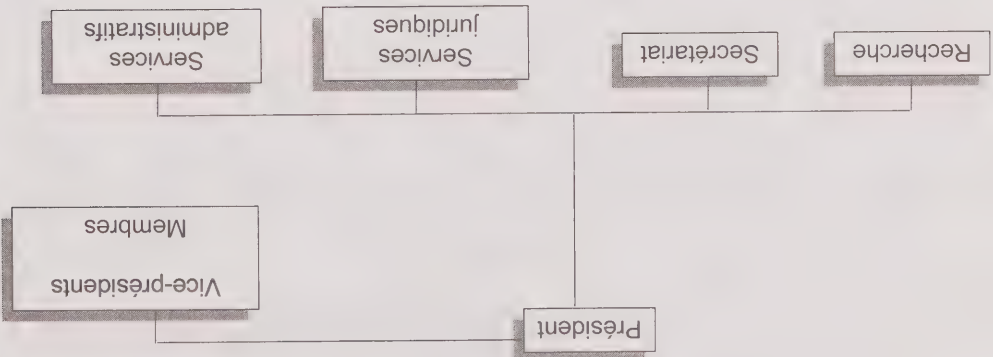 Président
Vice-présidents
Membres
Recherche
Secrétariat
Services
juridiques
Services
administratifs